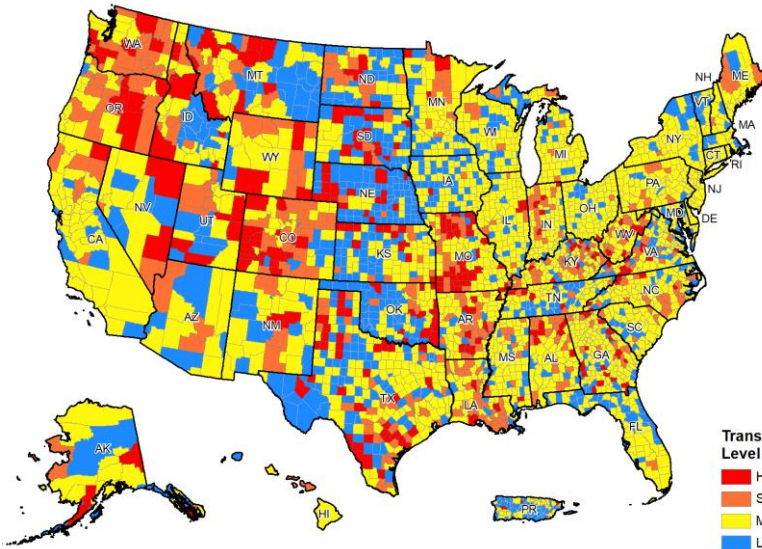 WA
MT
ND
MN
OR
ID
SD
WI
MI
NH
VT
ME
MA
NY
CT
RI
WY
NE
IA
PA
NJ
NV
UT
CO
KS
MO
IL
IN
OH
WV
MD
DE
VA
CA
KY
NC
AZ
NM
OK
AR
TN
SC
MS
AL
GA
TX
LA
FL
AK
HI
PR
Trans
Level
H
S
M
L